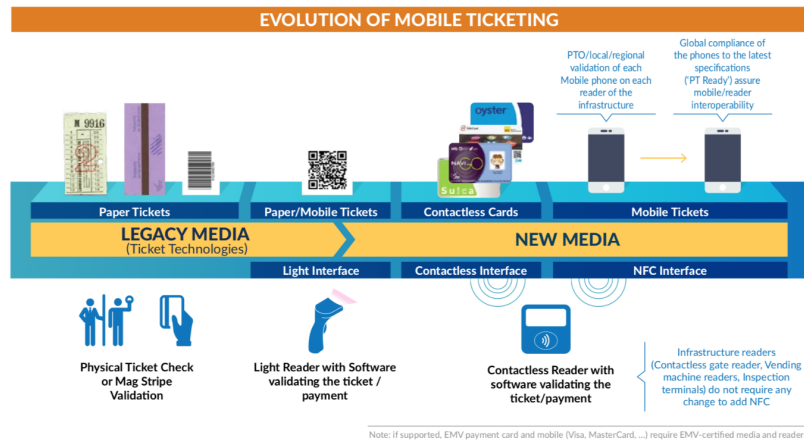 EVOLUTION OF MOBILE TICKETING
PTO/local/regional
validation of each
Mobile phone on each
reader of the
infrastructure
Global compliance of
the phones to the latest
specifications
('PT Ready') assure
mobile/reader
interoperability
M 9916
2
oyster
NAVIGO
Suica
Paper Tickets
Paper/Mobile Tickets
Contactless Cards
Mobile Tickets
LEGACY MEDIA
(Ticket Technologies)
NEW MEDIA
Light Interface
Contactless Interface
NFC Interface
Physical Ticket Check
or Mag Stripe
Validation
Light Reader with Software
validating the ticket /
payment
Contactless Reader with
software validating the
ticket/payment
Infrastructure readers
(Contactless gate reader, Vending
machine readers, Inspection
terminals) do not require any
change to add NFC
Note: if supported, EMV payment card and mobile (Visa, MasterCard, ...) require EMV-certified media and reader